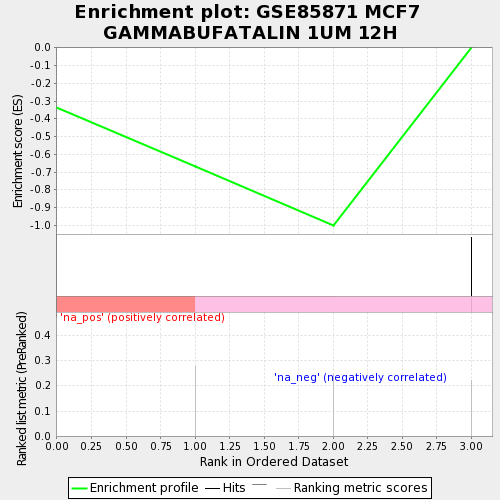 Enrichment plot: GSE85871 MCF7
GAMMABUFATALIN 1UM 12H
Enrichment score (ES)
0.0
-0.1
-0.2
-0.3
-0.4
-0.5
-0.6
-0.7
-0.8
-0.9
-1.0
Ranked list metric (PreRanked)
'na_pos' (positively correlated)
0.4
0.3
'na_neg' (negatively correlated)
0.2
0.1
0.0
0.00 0.25 0.50 0.75 1.00 1.25 1.50 1.75 2.00 2.25 2.50 2.75 3.00
Rank in Ordered Dataset
Enrichment profile Hits Ranking metric scores